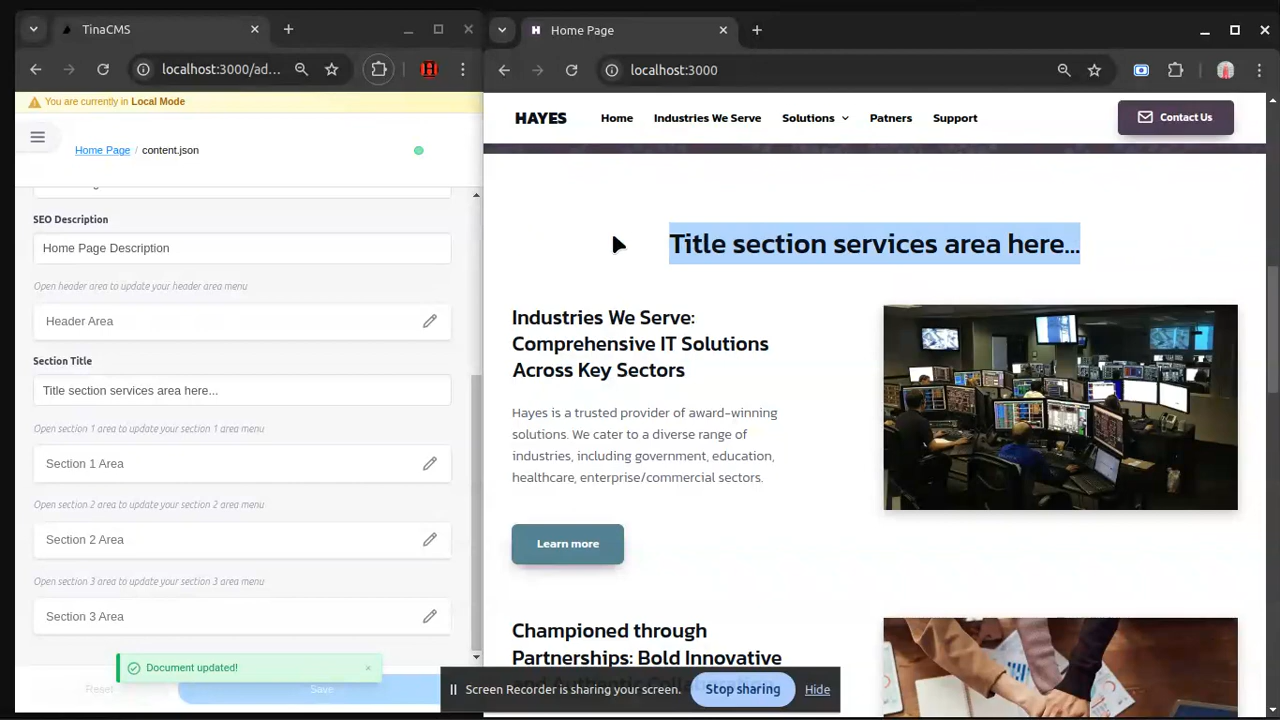 TinaCMS
localhost:3000/ad...
You are currently in Local Mode
Home Page / content.json
SEO Description
Home Page Description
Open header area to update your header area menu
Header Area
Section Title
Title section services area here...
Open section 1 area to update your section 1 area menu
Section 1 Area
Open section 2 area to update your section 2 area menu
Section 2 Area
Open section 3 area to update your section 3 area menu
Section 3 Area
Document updated!
Reset
Save
Home Page
localhost:3000
HAYES
Home
Industries We Serve
Solutions
Patners
Support
Contact Us
Title section services area here...
Industries We Serve:
Comprehensive IT Solutions
Across Key Sectors
Hayes is a trusted provider of award-winning
solutions. We cater to a diverse range of
industries, including government, education,
healthcare, enterprise/commercial sectors.
Learn more
Championed through
Partnerships: Bold Innovative
Screen Recorder is sharing your screen.
Stop sharing
Hide